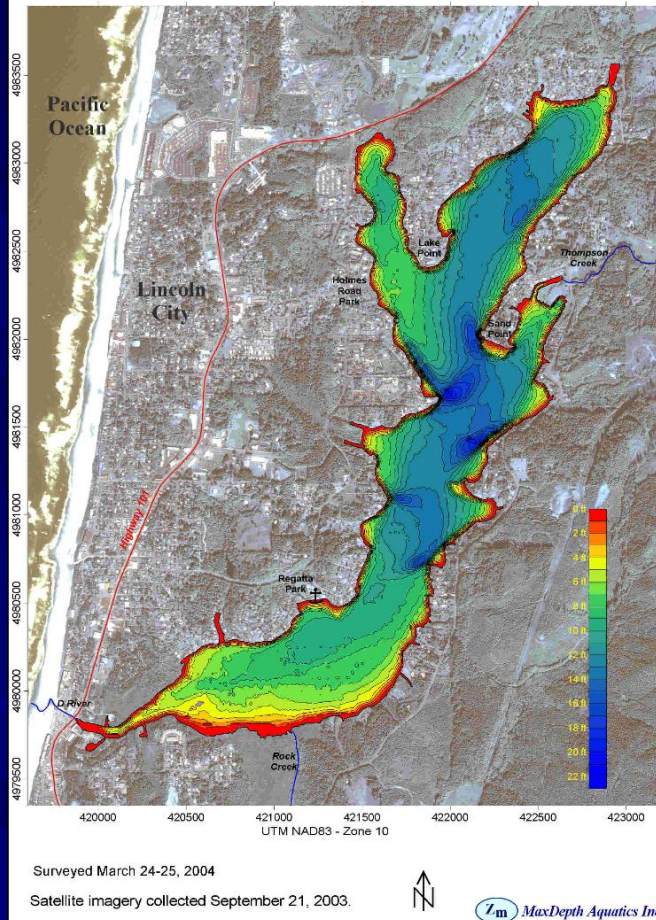 Pacific
Ocean
Lincoln
City
Highway 101
Lake
Point
Holmes
Road
Park
Thompson
Creek
Sand
Point
Regatta
Park
D River
Rock
Creek
0 ft
2 ft
4 ft
6 ft
8 ft
10 ft
12 ft
14 ft
16 ft
18 ft
20 ft
22 ft
4983500
4983000
4982500
4982000
4981500
4981000
4980500
4980000
4979500
420000 420500 421000 421500 422000 422500 423000
UTM NAD83 - Zone 10
Surveyed March 24-25, 2004
Satellite imagery collected September 21, 2003.
N
Zm MaxDepth Aquatics Inc